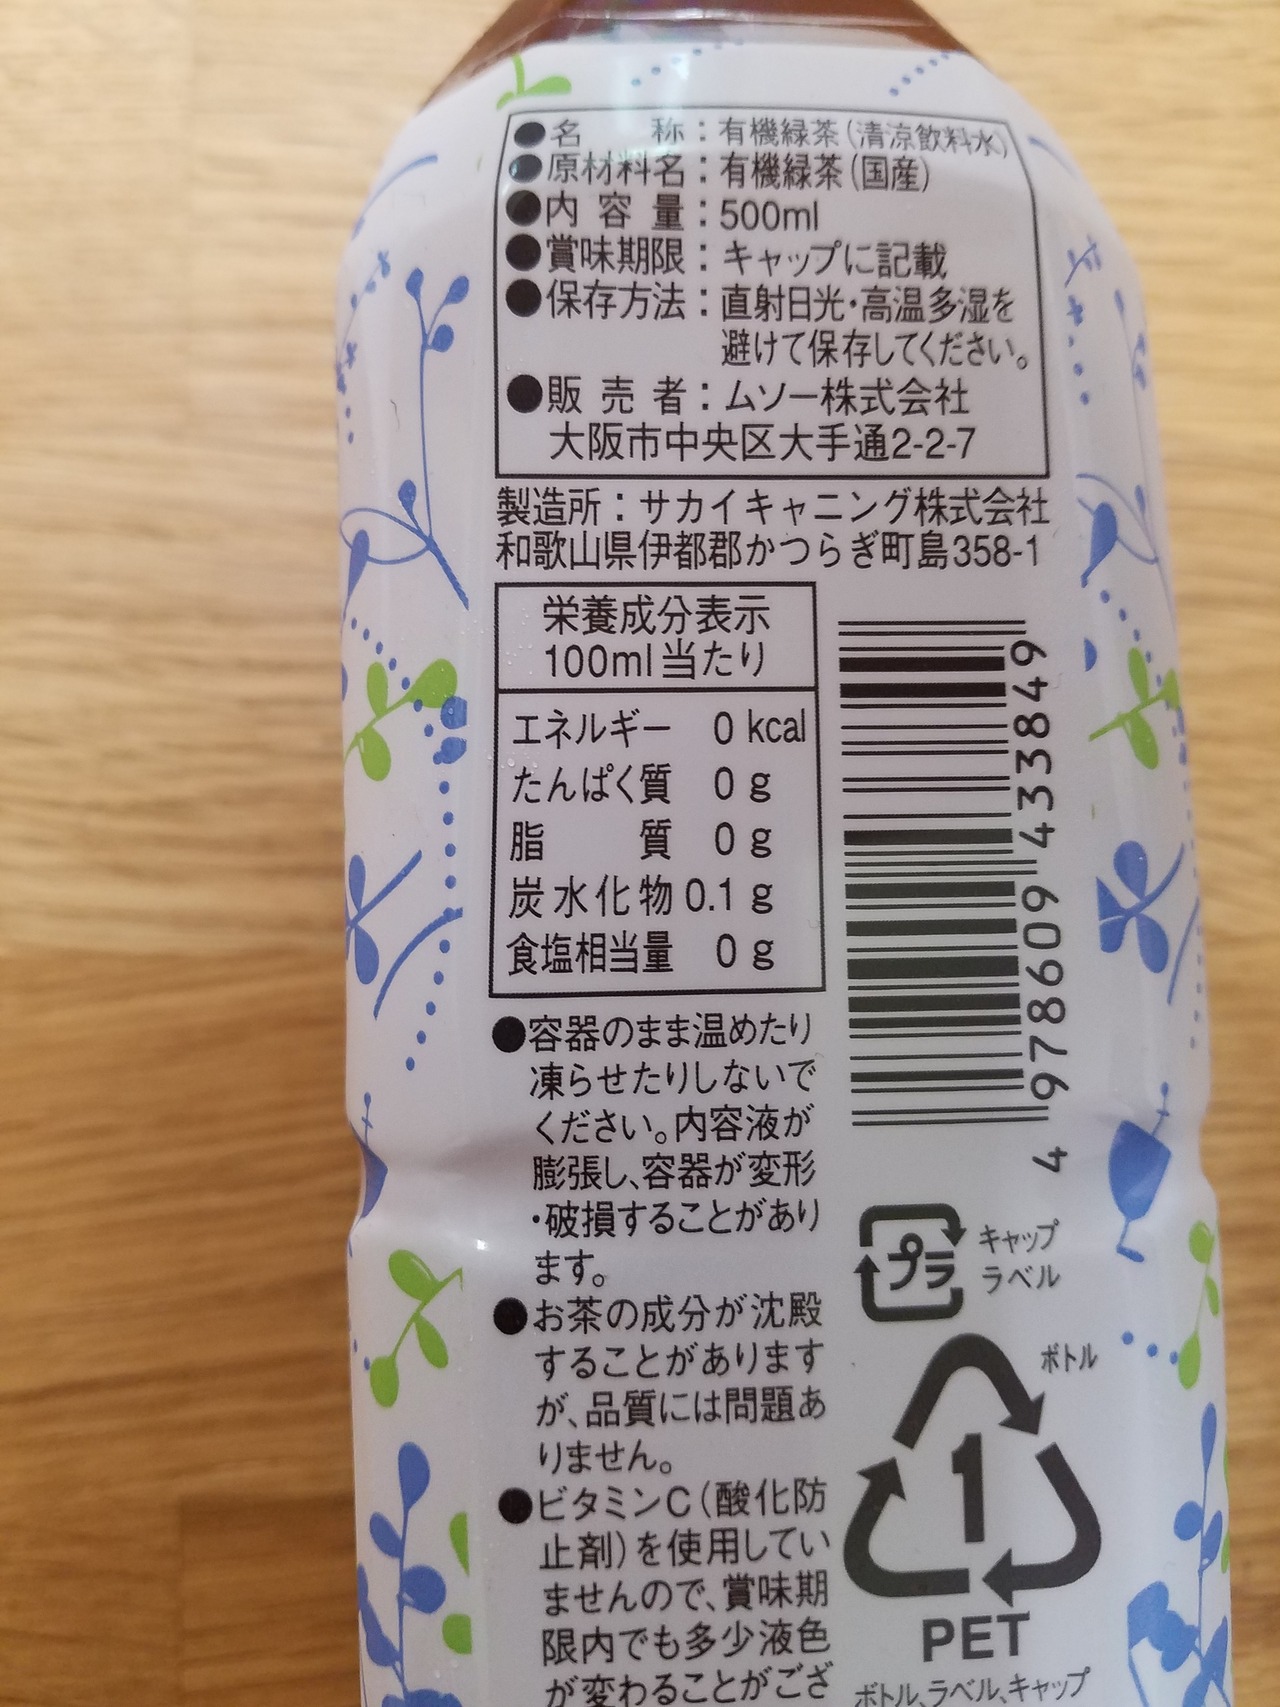 ●名　　称：有機緑茶（清涼飲料水）
●原材料名：有機緑茶（国産）
●内 容 量：500ml
●賞味期限：キャップに記載
●保存方法：直射日光・高温多湿を
避けて保存してください。
●販 売 者：ムソー株式会社
大阪市中央区大手通2-2-7
製造所：サカイキャニング株式会社
和歌山県伊都郡かつらぎ町島358-1
栄養成分表示
100ml当たり
エネルギー 0 kcal
たんぱく質 0 g
脂　　質 0 g
炭水化物 0.1 g
食塩相当量 0 g
●容器のまま温めたり
凍らせたりしないで
ください。内容液が
膨張し、容器が変形
・破損することがあり
ます。
●お茶の成分が沈殿
することがあります
が、品質には問題あ
りません。
●ビタミンC（酸化防
止剤）を使用してい
ませんので、賞味期
限内でも多少液色
が変わることがござ
4 978609 433849
プラ
キャップ
ラベル
ボトル
1
PET
ボトル、ラベル、キャップ